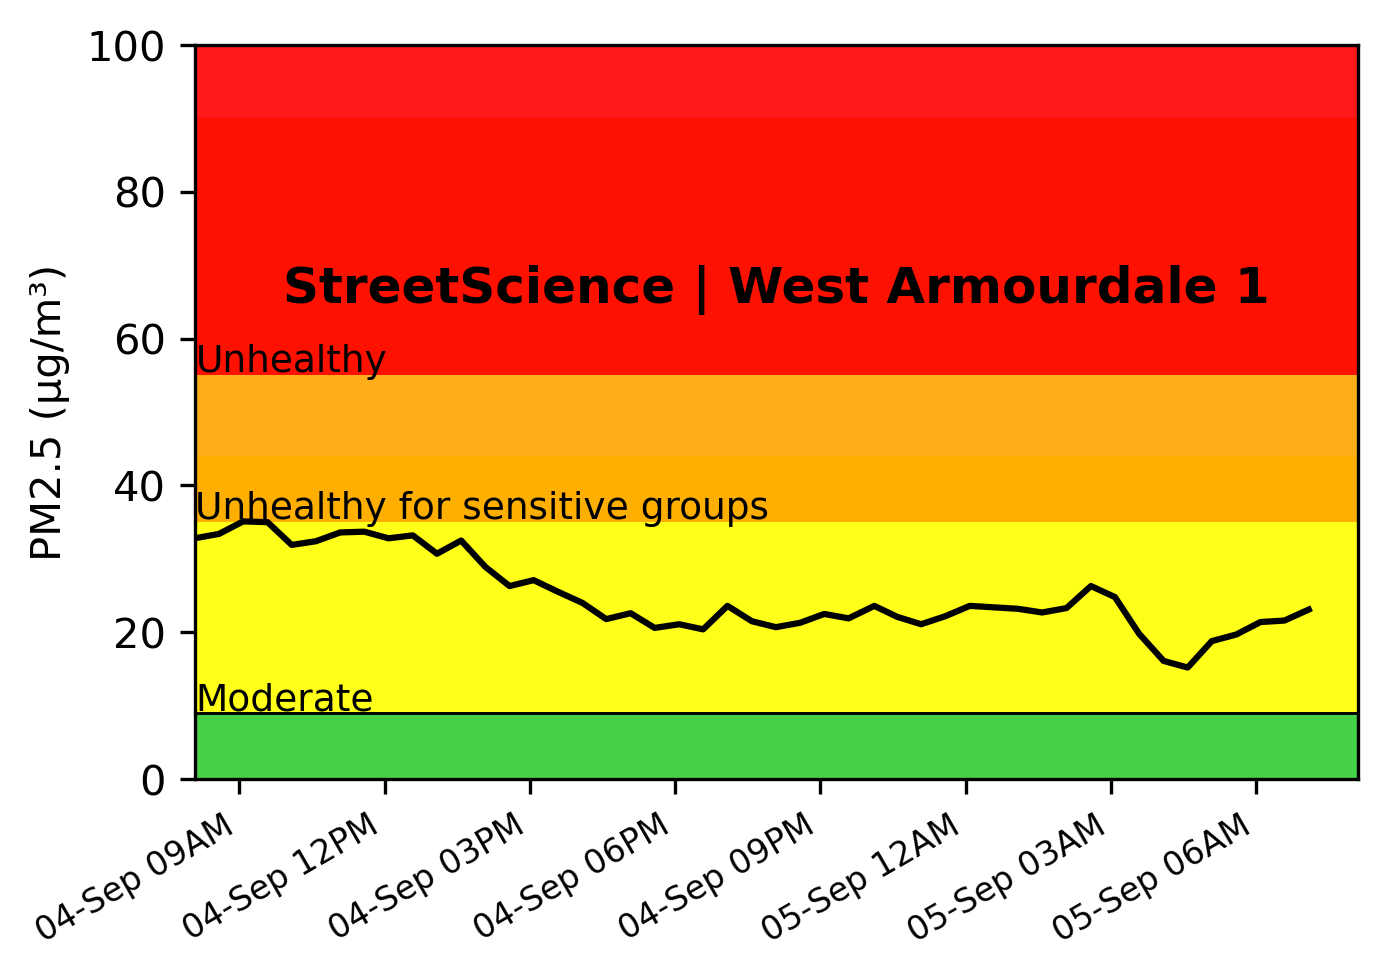 100
80
60
40
20
0
PM2.5 (µg/m³)
StreetScience | West Armourdale 1
Unhealthy
Unhealthy for sensitive groups
Moderate
04-Sep 09AM
04-Sep 12PM
04-Sep 03PM
04-Sep 06PM
04-Sep 09PM
05-Sep 12AM
05-Sep 03AM
05-Sep 06AM